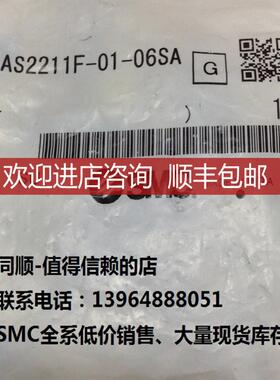 AS2211F-01-06SA
G
欢迎咨询 顺丰包邮
同顺-值得信赖的店
联系电话：13964888051
SMC全系低价销售、大量现货库存